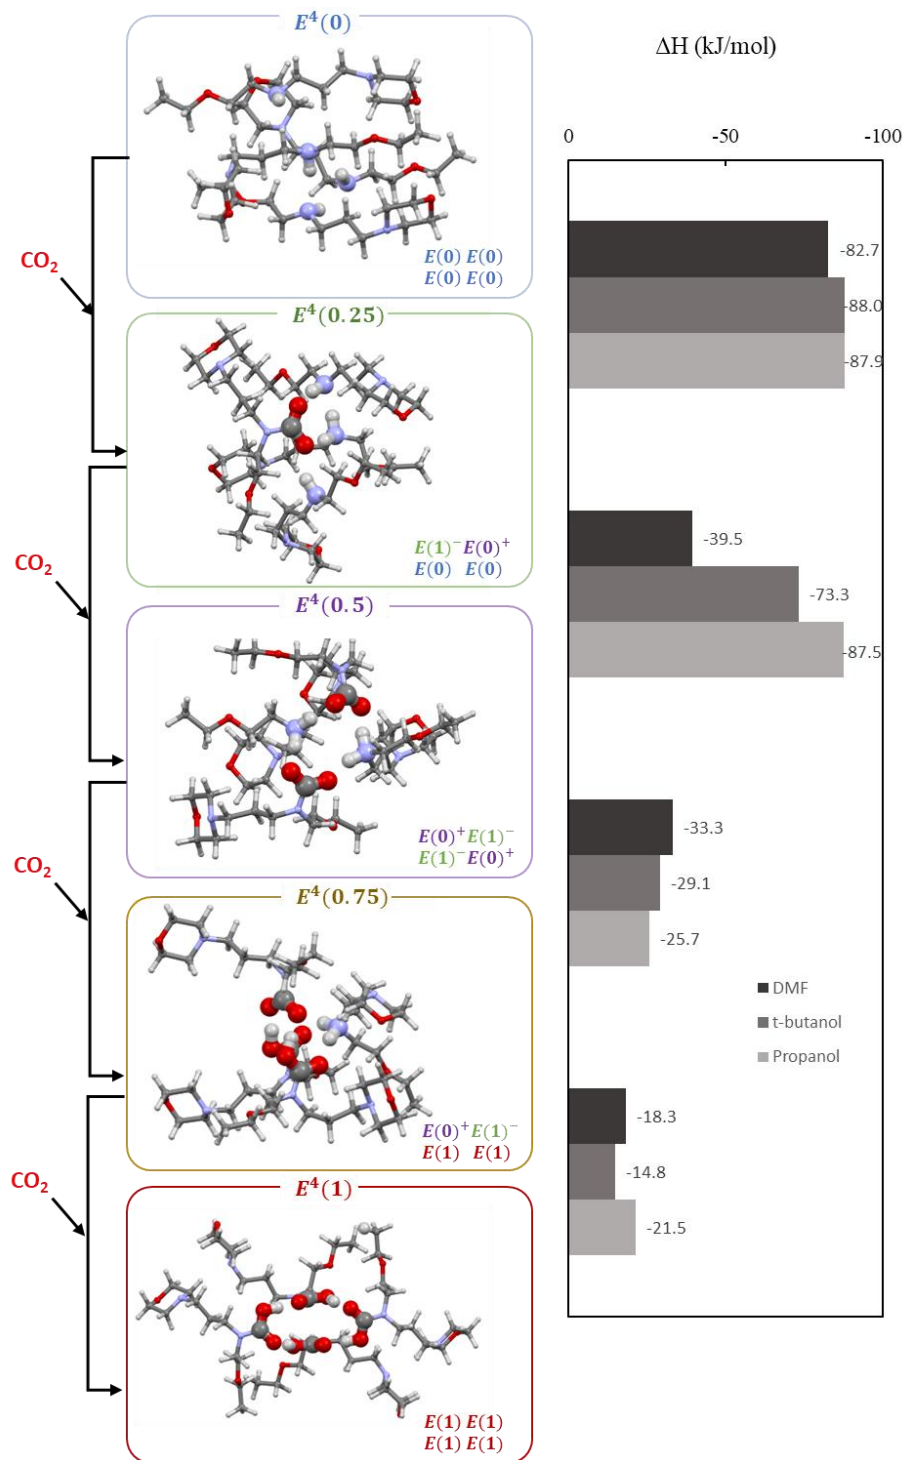 E⁴(0)
E(0) E(0)
E(0) E(0)
CO₂
E⁴(0.25)
E(1)⁻E(0)⁺
E(0) E(0)
CO₂
E⁴(0.5)
E(0)⁺E(1)⁻
E(1)⁻E(0)⁺
CO₂
E⁴(0.75)
E(0)⁺E(1)⁻
E(1) E(1)
CO₂
E⁴(1)
E(1) E(1)
E(1) E(1)
ΔH (kJ/mol)
0 -50 -100
-82.7
-88.0
-87.9
-39.5
-73.3
-87.5
-33.3
-29.1
-25.7
DMF
t-butanol
Propanol
-18.3
-14.8
-21.5